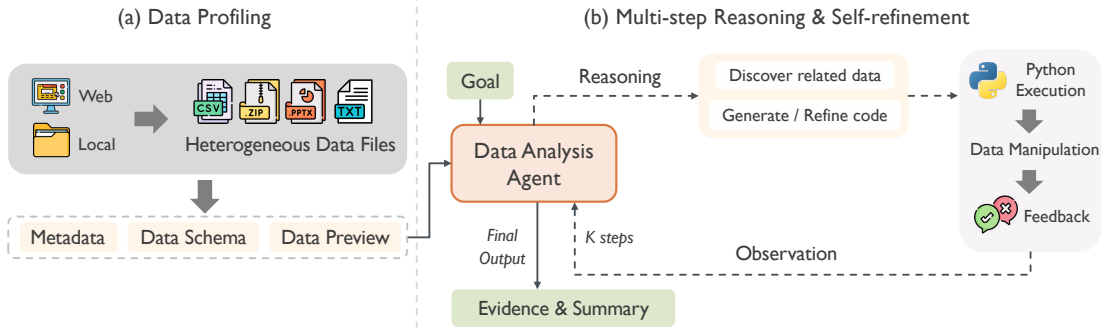 (a) Data Profiling
Web
Local
CSV
.ZIP
.PPTX
TXT
Heterogeneous Data Files
Metadata
Data Schema
Data Preview
(b) Multi-step Reasoning & Self-refinement
Goal
Reasoning
Discover related data
Generate / Refine code
Python
Execution
Data Manipulation
Feedback
Data Analysis
Agent
Final
Output
K steps
Observation
Evidence & Summary